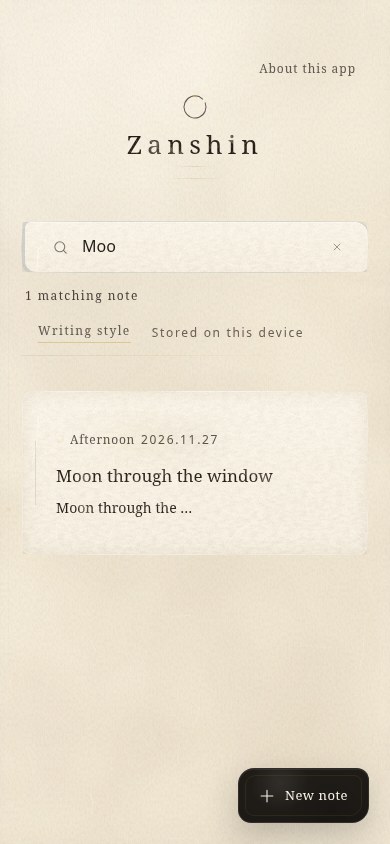 About this app
Zanshin
Moo
1 matching note
Writing style Stored on this device
Afternoon 2026.11.27
Moon through the window
Moon through the ...
New note